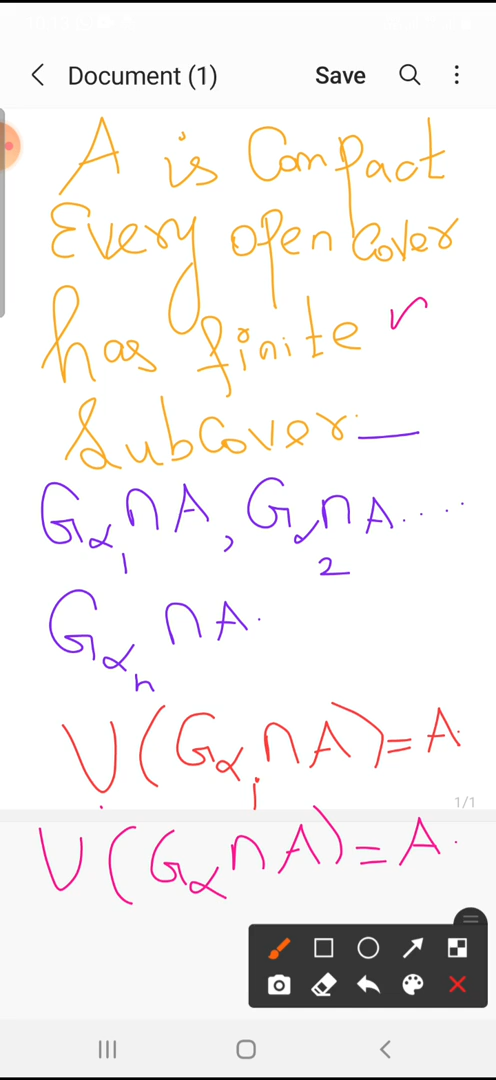 Document (1) Save
A is Compact
Every open Cover
has finite
SubCover
Gα₁∩A, Gα₂∩A....
Gαₙ∩A.
∪(Gαᵢ∩A)=A.
1/1
∪(Gα∩A)=A.